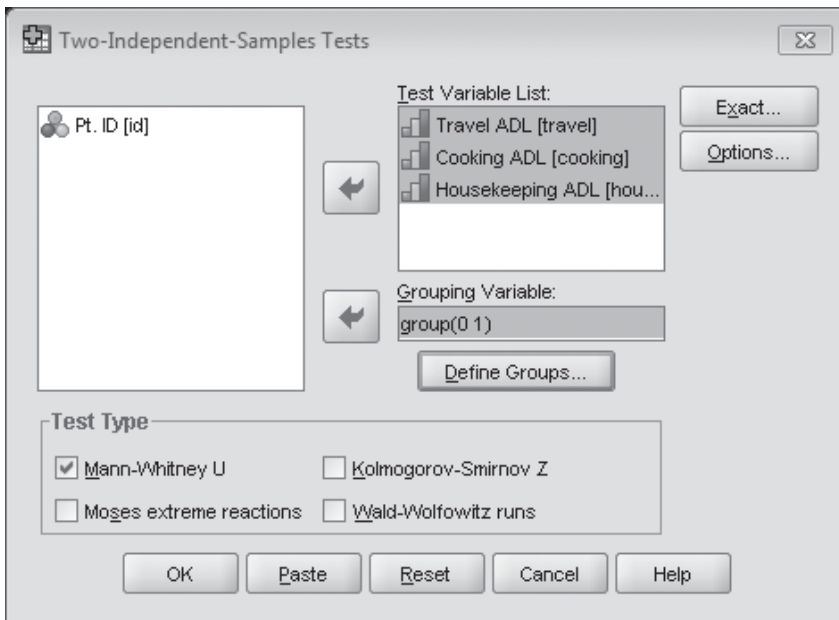 Two-Independent-Samples Tests
Pt. ID [id]
Test Variable List:
Travel ADL [travel]
Cooking ADL [cooking]
Housekeeping ADL [hou...
Exact...
Options...
Grouping Variable:
group(0 1)
Define Groups...
Test Type
Mann-Whitney U
Kolmogorov-Smirnov Z
Moses extreme reactions
Wald-Wolfowitz runs
OK
Paste
Reset
Cancel
Help